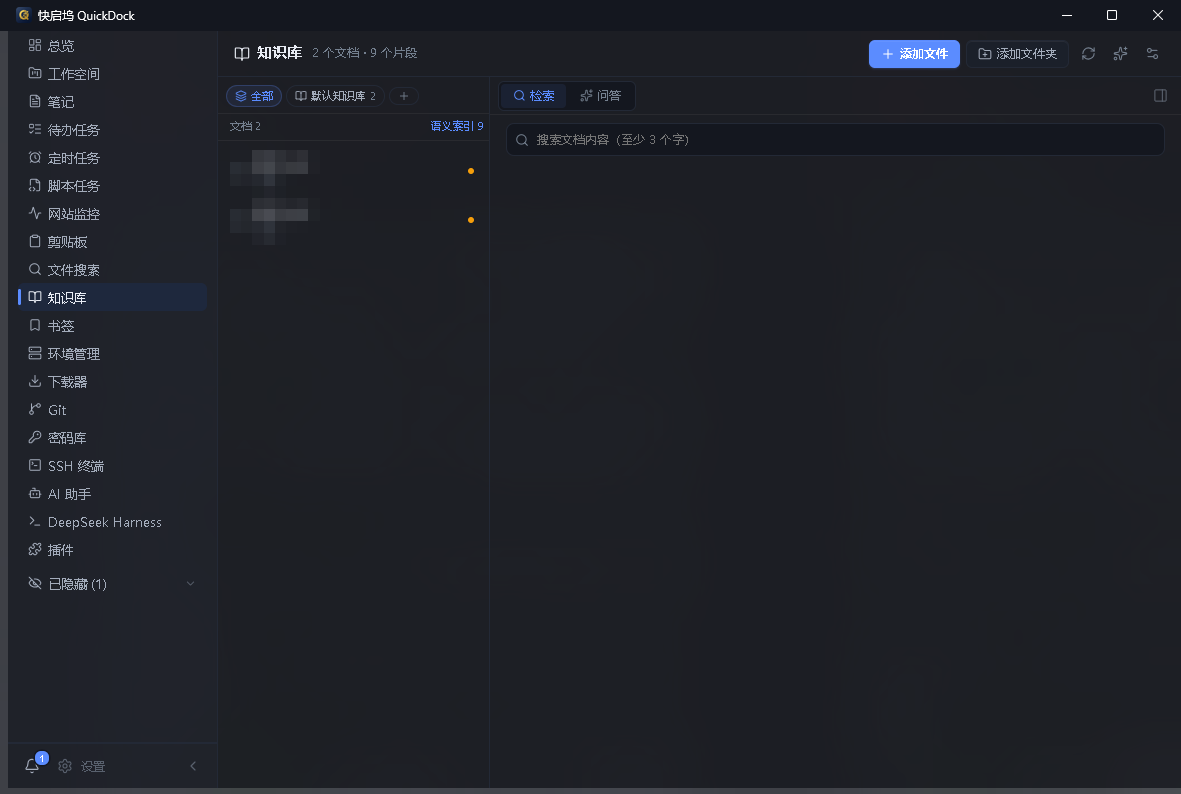 快启坞 QuickDock
总览
工作空间
笔记
待办任务
定时任务
脚本任务
网站监控
剪贴板
文件搜索
知识库
书签
环境管理
下载器
Git
密码库
SSH 终端
AI 助手
DeepSeek Harness
插件
已隐藏 (1)
1
设置
知识库 2 个文档 · 9 个片段
添加文件 添加文件夹
全部 默认知识库 2
文档 2 语义索引 9
检索 问答
搜索文档内容（至少 3 个字）